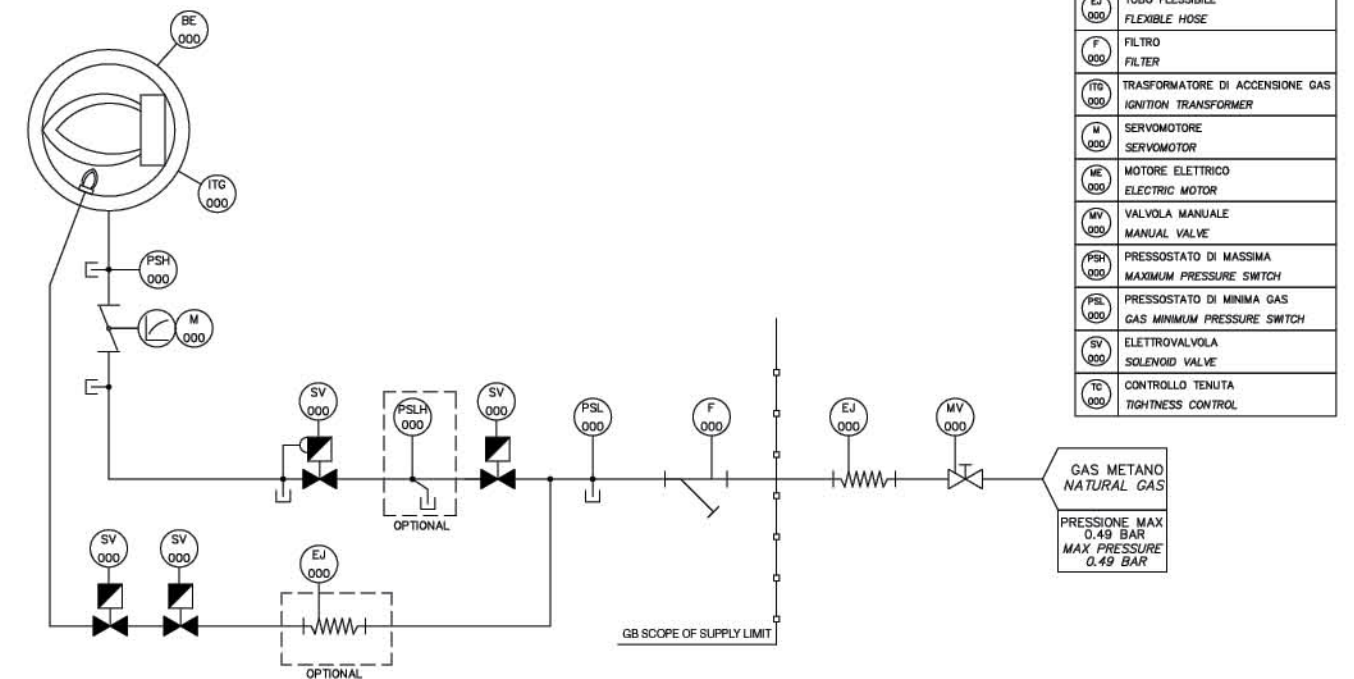 BE
000
ITG
000
PSH
000
M
000
SV
000
PSLH
000
SV
000
PSL
000
F
000
EJ
000
MV
000
OPTIONAL
SV
000
SV
000
EJ
000
OPTIONAL
GB SCOPE OF SUPPLY LIMIT
GAS METANO
NATURAL GAS
PRESSIONE MAX
0.49 BAR
MAX PRESSURE
0.49 BAR
EJ
000
TUBO FLESSIBILE
FLEXIBLE HOSE
F
000
FILTRO
FILTER
ITG
000
TRASFORMATORE DI ACCENSIONE GAS
IGNITION TRANSFORMER
M
000
SERVOMOTORE
SERVOMOTOR
ME
000
MOTORE ELETTRICO
ELECTRIC MOTOR
MV
000
VALVOLA MANUALE
MANUAL VALVE
PSH
000
PRESSOSTATO DI MASSIMA
MAXIMUM PRESSURE SWITCH
PSL
000
PRESSOSTATO DI MINIMA GAS
GAS MINIMUM PRESSURE SWITCH
SV
000
ELETTROVALVOLA
SOLENOID VALVE
TC
000
CONTROLLO TENUTA
TIGHTNESS CONTROL